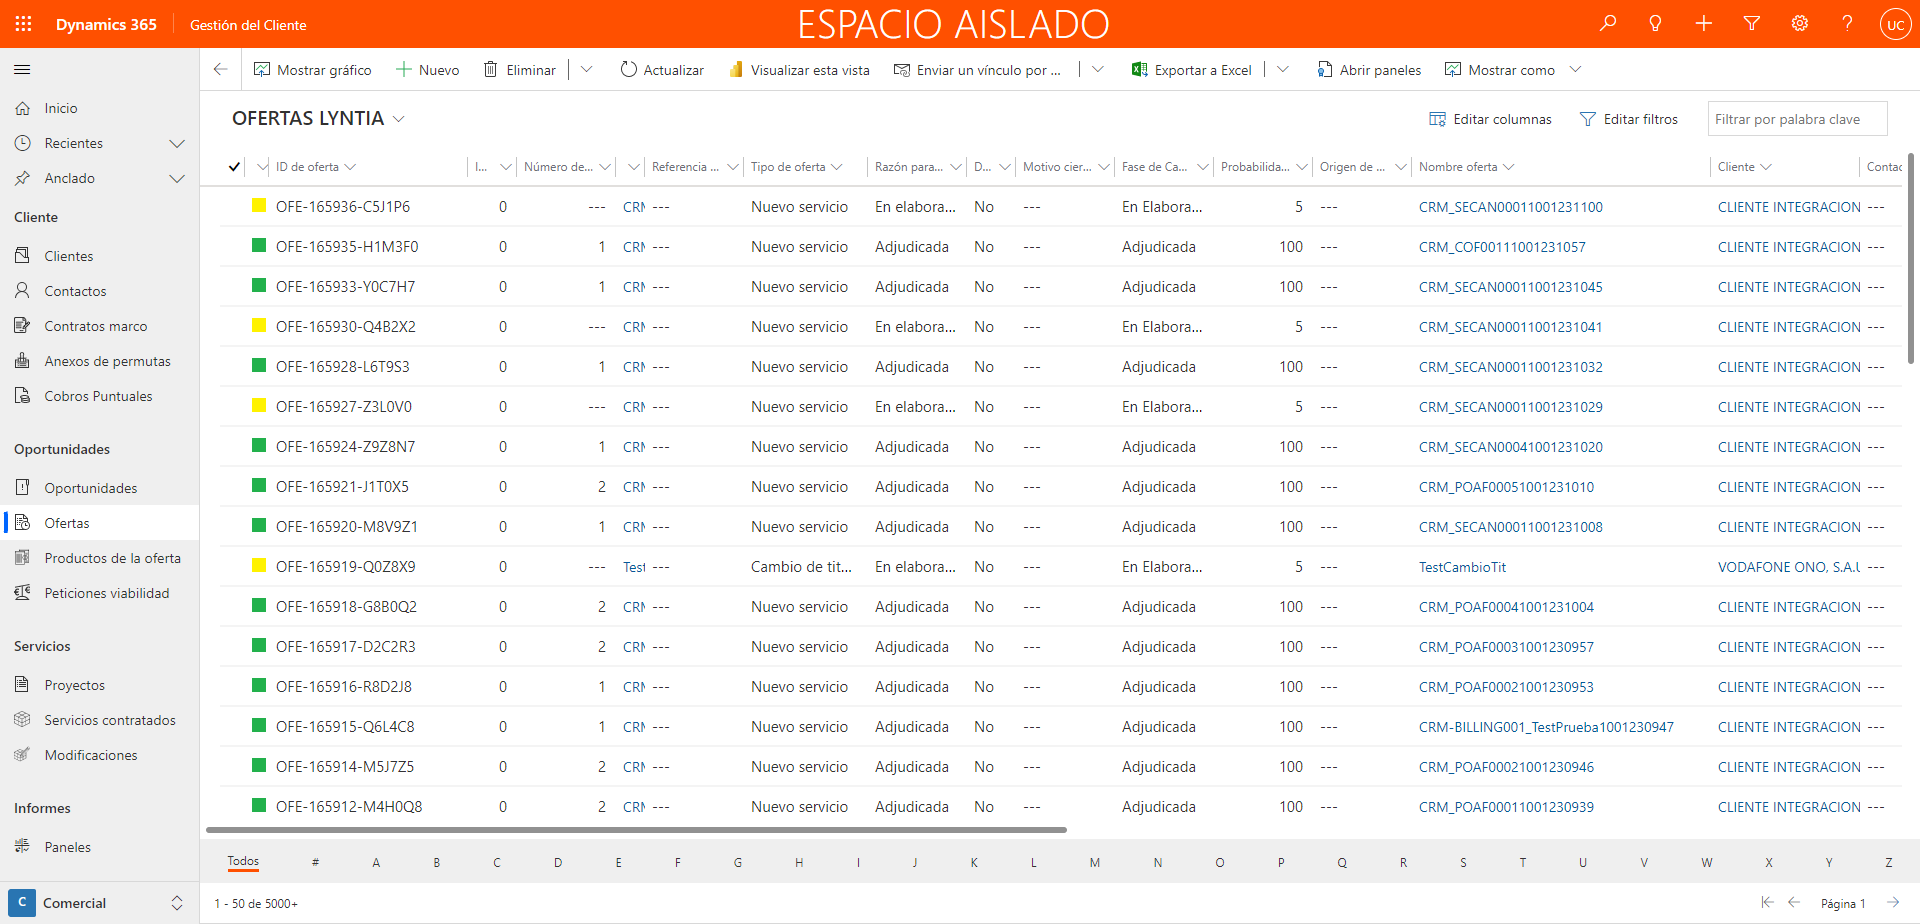 Dynamics 365 Gestión del Cliente ESPACIO AISLADO UC
Mostrar gráfico Nuevo Eliminar Actualizar Visualizar esta vista Enviar un vínculo por ... Exportar a Excel Abrir paneles Mostrar como
Inicio
Recientes
Anclado
Cliente
Clientes
Contactos
Contratos marco
Anexos de permutas
Cobros Puntuales
Oportunidades
Oportunidades
Ofertas
Productos de la oferta
Peticiones viabilidad
Servicios
Proyectos
Servicios contratados
Modificaciones
Informes
Paneles
C Comercial
OFERTAS LYNTIA Editar columnas Editar filtros Filtrar por palabra clave
ID de oferta I... Número de... Referencia ... Tipo de oferta Razón para... D... Motivo cier... Fase de Ca... Probabilida... Origen de ... Nombre oferta Cliente Contac
OFE-165936-C5J1P6 0 --- CRM --- Nuevo servicio En elabora... No --- En Elabora... 5 --- CRM_SECAN00011001231100 CLIENTE INTEGRACION ---
OFE-165935-H1M3F0 0 1 CRM --- Nuevo servicio Adjudicada No --- Adjudicada 100 --- CRM_COF00111001231057 CLIENTE INTEGRACION ---
OFE-165933-Y0C7H7 0 1 CRM --- Nuevo servicio Adjudicada No --- Adjudicada 100 --- CRM_SECAN00011001231045 CLIENTE INTEGRACION ---
OFE-165930-Q4B2X2 0 --- CRM --- Nuevo servicio En elabora... No --- En Elabora... 5 --- CRM_SECAN00011001231041 CLIENTE INTEGRACION ---
OFE-165928-L6T9S3 0 1 CRM --- Nuevo servicio Adjudicada No --- Adjudicada 100 --- CRM_SECAN00011001231032 CLIENTE INTEGRACION ---
OFE-165927-Z3L0V0 0 --- CRM --- Nuevo servicio En elabora... No --- En Elabora... 5 --- CRM_SECAN00011001231029 CLIENTE INTEGRACION ---
OFE-165924-Z9Z8N7 0 1 CRM --- Nuevo servicio Adjudicada No --- Adjudicada 100 --- CRM_SECAN00041001231020 CLIENTE INTEGRACION ---
OFE-165921-J1T0X5 0 2 CRM --- Nuevo servicio Adjudicada No --- Adjudicada 100 --- CRM_POAF00051001231010 CLIENTE INTEGRACION ---
OFE-165920-M8V9Z1 0 1 CRM --- Nuevo servicio Adjudicada No --- Adjudicada 100 --- CRM_SECAN00011001231008 CLIENTE INTEGRACION ---
OFE-165919-Q0Z8X9 0 --- Test --- Cambio de tit... En elabora... No --- En Elabora... 5 --- TestCambioTit VODAFONE ONO, S.A.U ---
OFE-165918-G8B0Q2 0 2 CRM --- Nuevo servicio Adjudicada No --- Adjudicada 100 --- CRM_POAF00041001231004 CLIENTE INTEGRACION ---
OFE-165917-D2C2R3 0 2 CRM --- Nuevo servicio Adjudicada No --- Adjudicada 100 --- CRM_POAF00031001230957 CLIENTE INTEGRACION ---
OFE-165916-R8D2J8 0 1 CRM --- Nuevo servicio Adjudicada No --- Adjudicada 100 --- CRM_POAF00021001230953 CLIENTE INTEGRACION ---
OFE-165915-Q6L4C8 0 1 CRM --- Nuevo servicio Adjudicada No --- Adjudicada 100 --- CRM-BILLING001_TestPrueba1001230947 CLIENTE INTEGRACION ---
OFE-165914-M5J7Z5 0 2 CRM --- Nuevo servicio Adjudicada No --- Adjudicada 100 --- CRM_POAF00021001230946 CLIENTE INTEGRACION ---
OFE-165912-M4H0Q8 0 2 CRM --- Nuevo servicio Adjudicada No --- Adjudicada 100 --- CRM_POAF00011001230939 CLIENTE INTEGRACION ---
Todos # A B C D E F G H I J K L M N O P Q R S T U V W X Y Z
1 - 50 de 5000+ Página 1